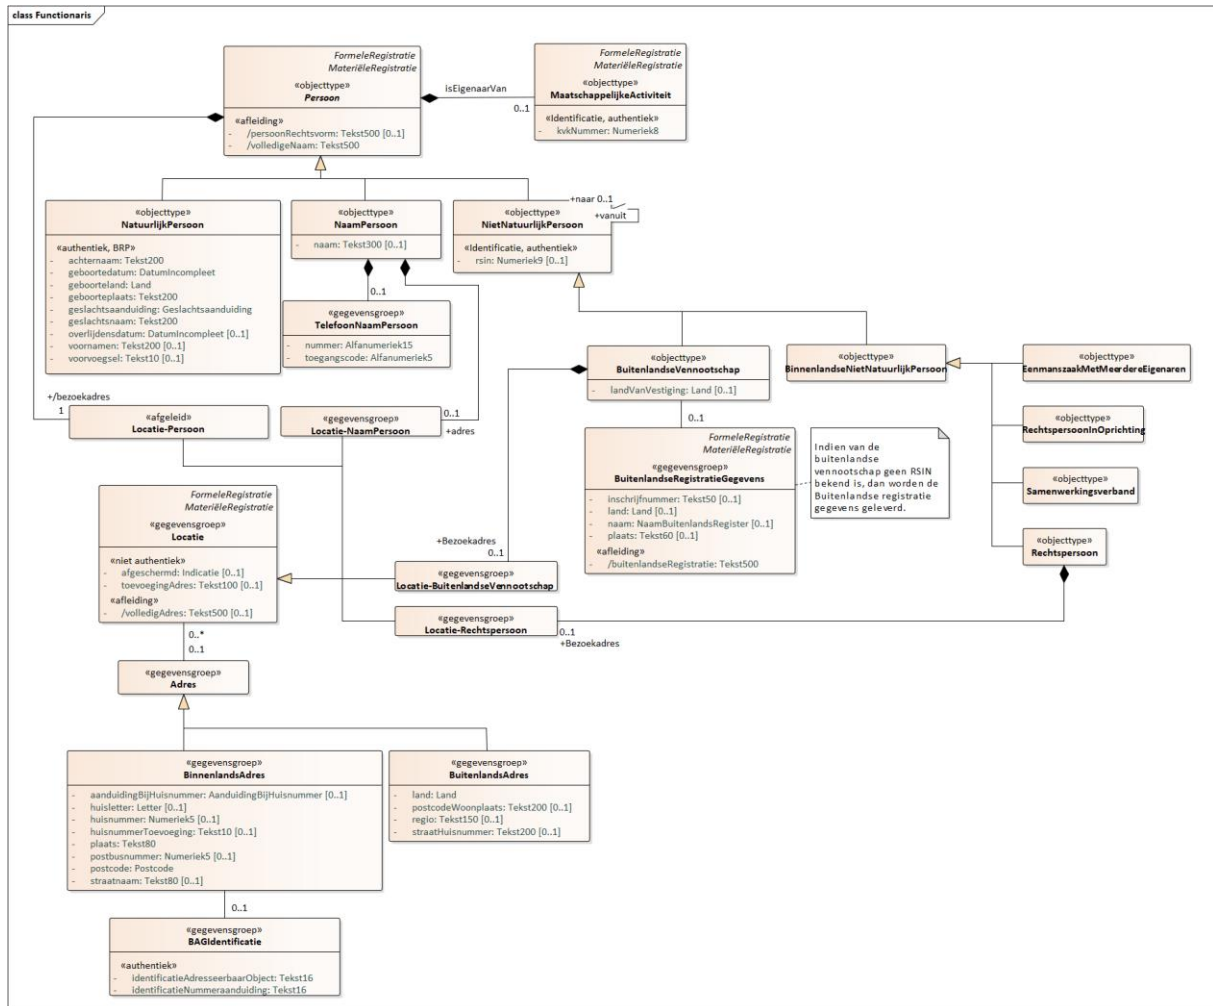 class Functionaris
FormeleRegistratie
MateriëleRegistratie
«objecttype»
Persoon
«afleiding»
- /persoonRechtsvorm: Tekst500 [0..1]
- /volledigeNaam: Tekst500
isEigenaarVan
0..1
FormeleRegistratie
MateriëleRegistratie
«objecttype»
MaatschappelijkeActiviteit
«Identificatie, authentiek»
- kvkNummer: Numeriek8
«objecttype»
NatuurlijkPersoon
«authentiek, BRP»
- achternaam: Tekst200
- geboortedatum: DatumIncompleet
- geboorteland: Land
- geboorteplaats: Tekst200
- geslachtsaanduiding: Geslachtsaanduiding
- geslachtsnaam: Tekst200
- overlijdensdatum: DatumIncompleet [0..1]
- voornamen: Tekst200 [0..1]
- voorvoegsel: Tekst10 [0..1]
«objecttype»
NaamPersoon
- naam: Tekst300 [0..1]
0..1
«objecttype»
NietNatuurlijkPersoon
«Identificatie, authentiek»
- rsin: Numeriek9 [0..1]
+naar 0..1
+vanuit
«gegevensgroep»
TelefoonNaamPersoon
- nummer: Alfanumeriek15
- toegangscode: Alfanumeriek5
«objecttype»
BuitenlandseVennootschap
- landVanVestiging: Land [0..1]
0..1
«objecttype»
BinnenlandseNietNatuurlijkPersoon
«objecttype»
EenmanszaakMetMeerdereEigenaren
«objecttype»
RechtspersoonInOprichting
«objecttype»
Samenwerkingsverband
«objecttype»
Rechtspersoon
+/bezoekadres
1
«afgeleid»
Locatie-Persoon
«gegevensgroep»
Locatie-NaamPersoon
0..1
+adres
FormeleRegistratie
MateriëleRegistratie
«gegevensgroep»
BuitenlandseRegistratieGegevens
- inschrijfnummer: Tekst50 [0..1]
- land: Land [0..1]
- naam: NaamBuitenlandsRegister [0..1]
- plaats: Tekst60 [0..1]
«afleiding»
- /buitenlandseRegistratie: Tekst500
Indien van de
buitenlandse
vennootschap geen RSIN
bekend is, dan worden de
Buitenlandse registratie
gegevens geleverd.
FormeleRegistratie
MateriëleRegistratie
«gegevensgroep»
Locatie
«niet authentiek»
- afgeschermd: Indicatie [0..1]
- toevoegingAdres: Tekst100 [0..1]
«afleiding»
- /volledigAdres: Tekst500 [0..1]
+Bezoekadres
0..1
«gegevensgroep»
Locatie-BuitenlandseVennootschap
«gegevensgroep»
Locatie-Rechtspersoon
0..1
+Bezoekadres
0..*
0..1
«gegevensgroep»
Adres
«gegevensgroep»
BinnenlandsAdres
- aanduidingBijHuisnummer: AanduidingBijHuisnummer [0..1]
- huisletter: Letter [0..1]
- huisnummer: Numeriek5 [0..1]
- huisnummerToevoeging: Tekst10 [0..1]
- plaats: Tekst80
- postbusnummer: Numeriek5 [0..1]
- postcode: Postcode
- straatnaam: Tekst80 [0..1]
«gegevensgroep»
BuitenlandsAdres
- land: Land
- postcodeWoonplaats: Tekst200 [0..1]
- regio: Tekst150 [0..1]
- straatHuisnummer: Tekst200 [0..1]
0..1
«gegevensgroep»
BAGIdentificatie
«authentiek»
- identificatieAdresseerbaarObject: Tekst16
- identificatieNummeraanduiding: Tekst16